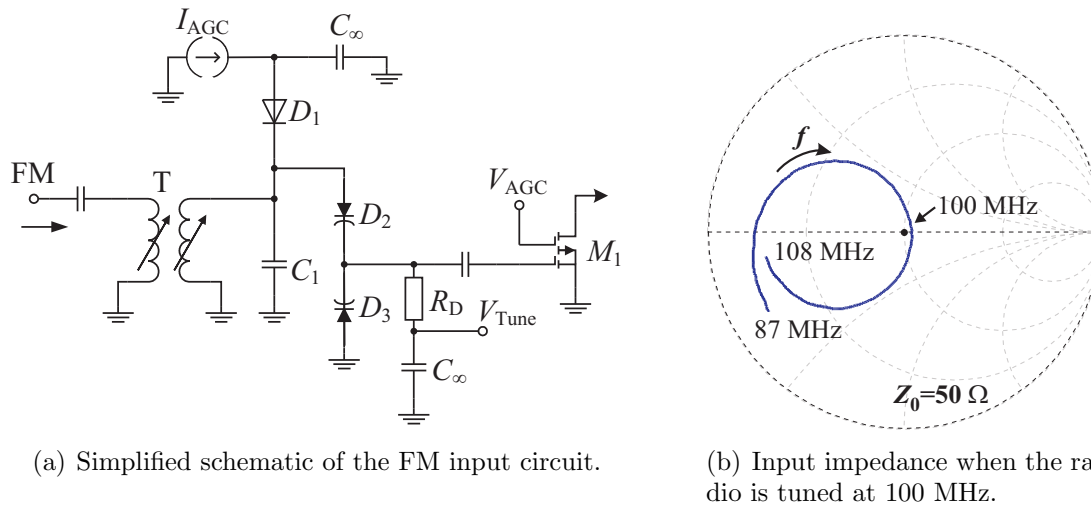 I_AGC
C_∞
D_1
FM
T
D_2
V_AGC
M_1
C_1
D_3
R_D
V_Tune
C_∞
(a) Simplified schematic of the FM input circuit.
f
100 MHz
108 MHz
87 MHz
Z_0=50 Ω
(b) Input impedance when the ra-
dio is tuned at 100 MHz.